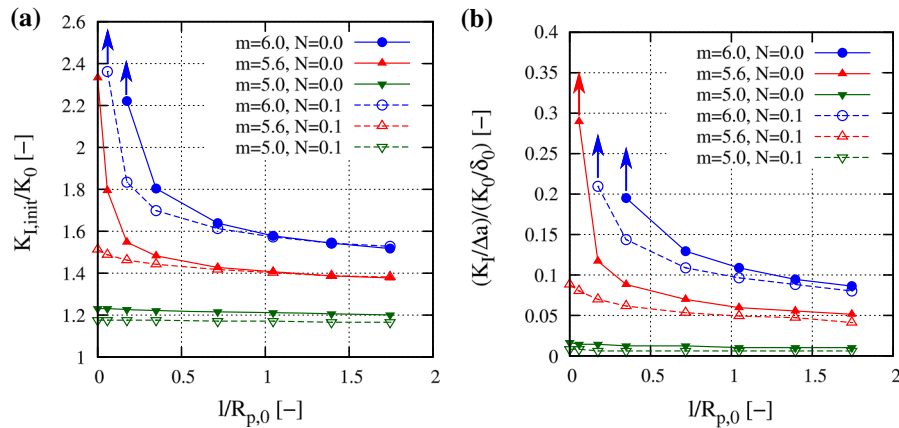 (a)
K_{I,init}/K_0 [-]
2.6
2.4
2.2
2
1.8
1.6
1.4
1.2
1
m=6.0, N=0.0
m=5.6, N=0.0
m=5.0, N=0.0
m=6.0, N=0.1
m=5.6, N=0.1
m=5.0, N=0.1
0 0.5 1 1.5 2
l/R_{p,0} [-]
(b)
(K_I/Δa)/(K_0/δ_0) [-]
0.4
0.35
0.3
0.25
0.2
0.15
0.1
0.05
0
m=6.0, N=0.0
m=5.6, N=0.0
m=5.0, N=0.0
m=6.0, N=0.1
m=5.6, N=0.1
m=5.0, N=0.1
0 0.5 1 1.5 2
l/R_{p,0} [-]